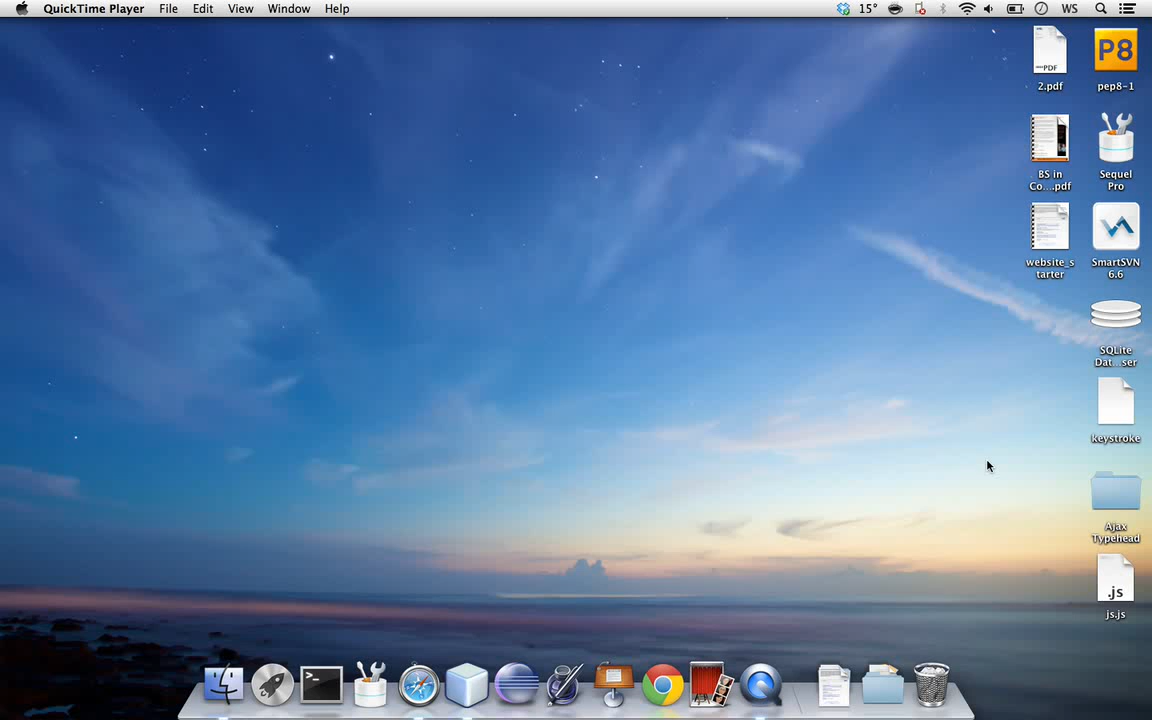 QuickTime Player File Edit View Window Help 15° WS
PDF
2.pdf
P8
pep8-1
BS in
Co...pdf
Sequel
Pro
website_s
tarter
SmartSVN
6.6
SQLite
Dat...ser
keystroke
Ajax
Typehead
.js
js.js
>_